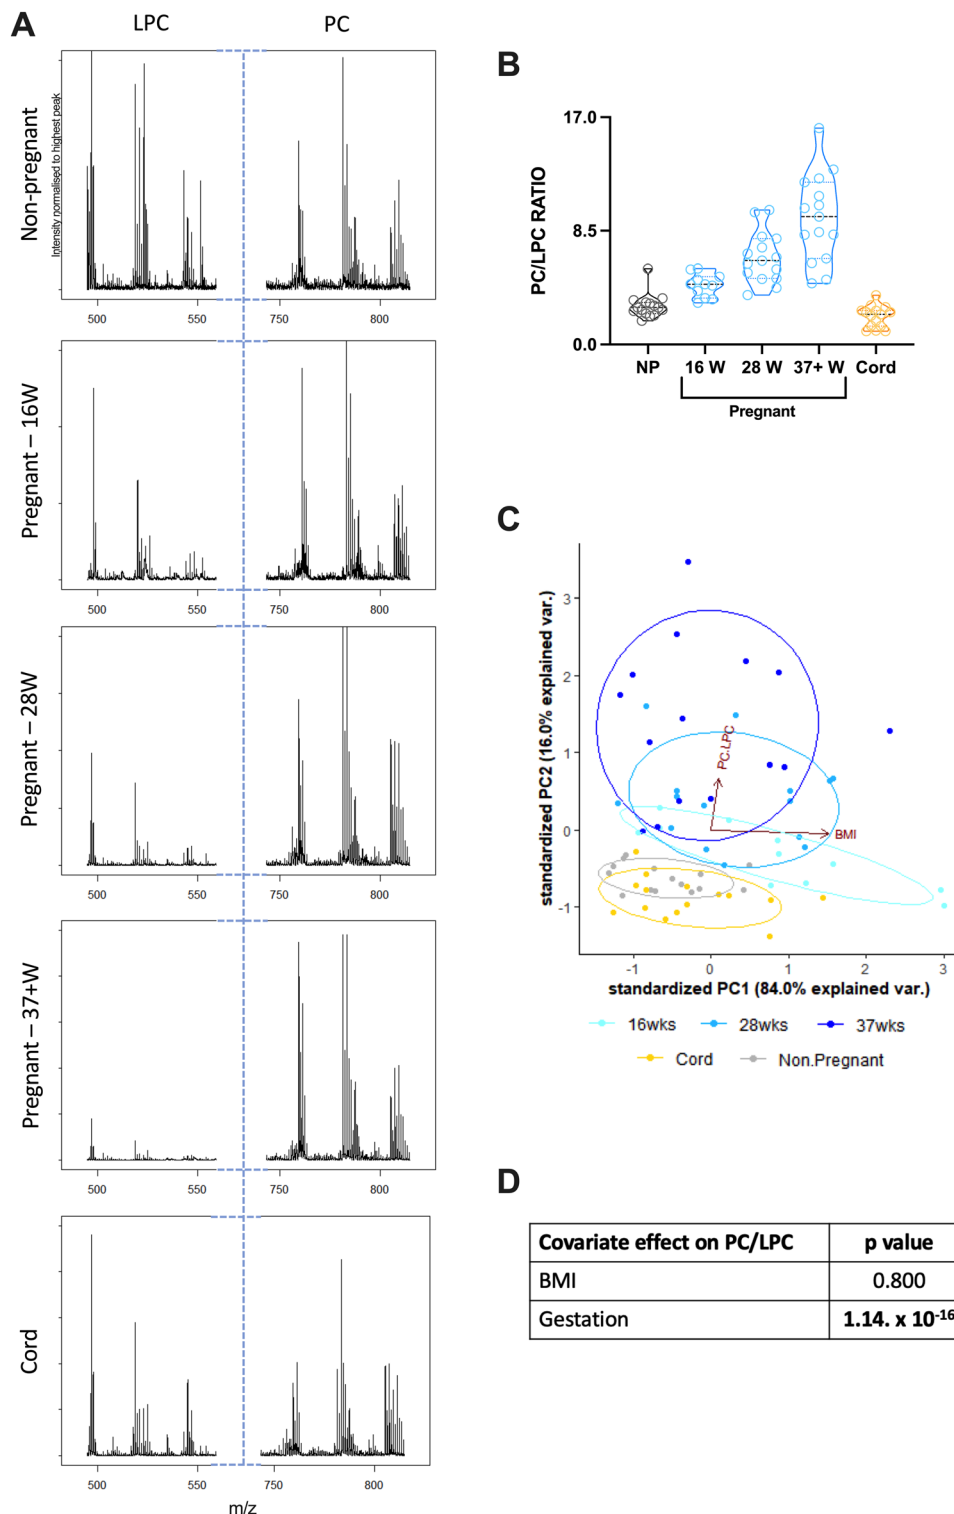 A
LPC
PC
Non-pregnant
Intensity normalised to highest peak
500
550
750
800
Pregnant – 16W
500
550
750
800
Pregnant – 28W
500
550
750
800
Pregnant – 37+W
500
550
750
800
Cord
500
550
750
800
m/z
B
PC/LPC RATIO
17.0
8.5
0.0
NP
16 W
28 W
37+ W
Cord
Pregnant
C
standardized PC2 (16.0% explained var.)
3
2
1
0
-1
PC.LPC
BMI
-1
0
1
2
3
standardized PC1 (84.0% explained var.)
16wks
28wks
37wks
Cord
Non.Pregnant
D
Covariate effect on PC/LPC
p value
BMI
0.800
Gestation
1.14. x 10-16